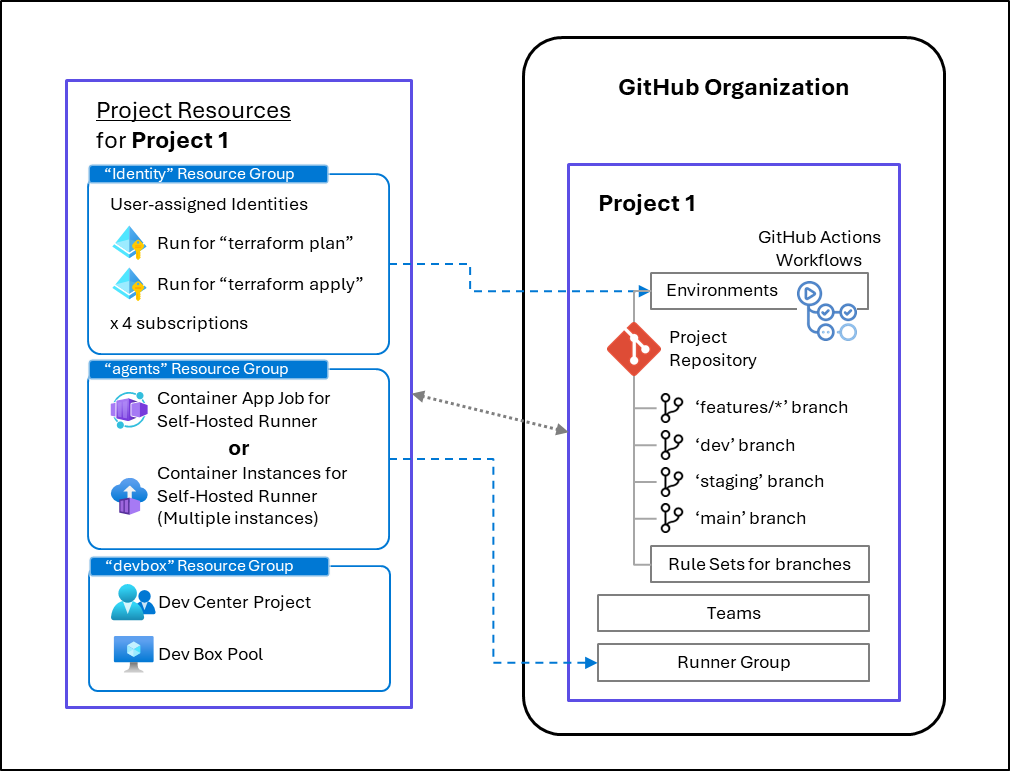 Project Resources
for Project 1
“Identity” Resource Group
User-assigned Identities
Run for “terraform plan”
Run for “terraform apply”
x 4 subscriptions
“agents” Resource Group
Container App Job for
Self-Hosted Runner
or
Container Instances for
Self-Hosted Runner
(Multiple instances)
“devbox” Resource Group
Dev Center Project
Dev Box Pool
GitHub Organization
Project 1
GitHub Actions
Workflows
Environments
Project
Repository
‘features/*’ branch
‘dev’ branch
‘staging’ branch
‘main’ branch
Rule Sets for branches
Teams
Runner Group